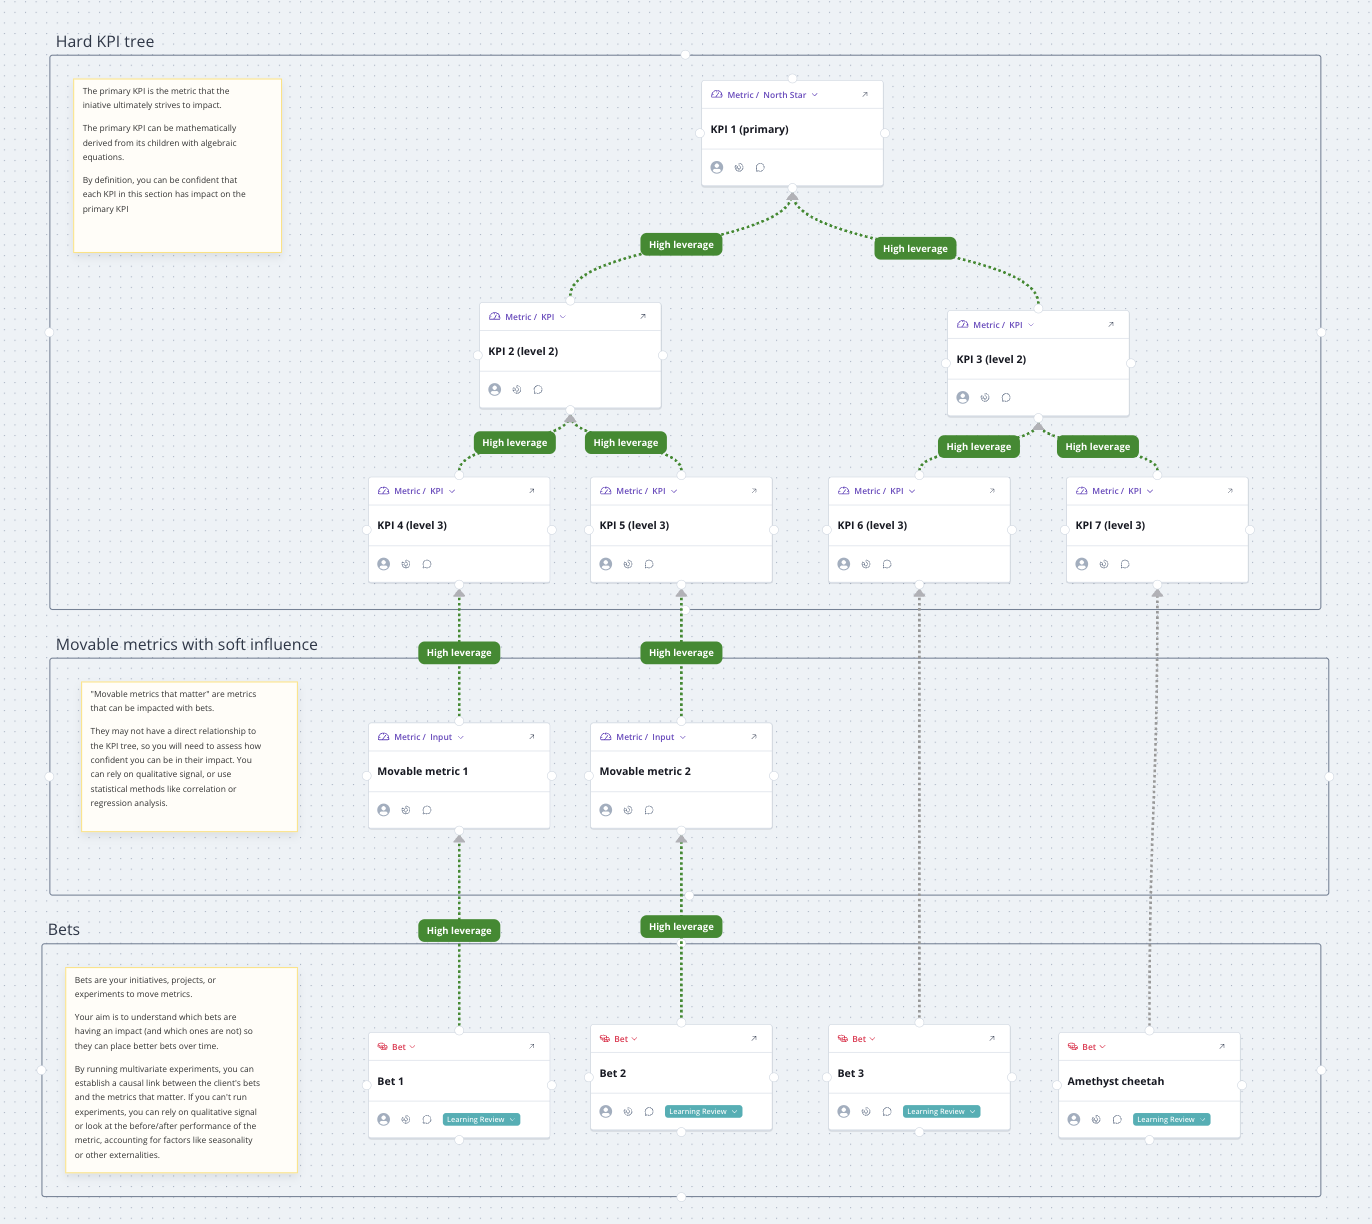 Hard KPI tree
The primary KPI is the metric that the
iniative ultimately strives to impact.
The primary KPI can be mathematically
derived from its children with algebraic
equations.
By definition, you can be confident that
each KPI in this section has impact on the
primary KPI
Metric / North Star
KPI 1 (primary)
High leverage
High leverage
Metric / KPI
KPI 2 (level 2)
Metric / KPI
KPI 3 (level 2)
High leverage
High leverage
High leverage
High leverage
Metric / KPI
KPI 4 (level 3)
Metric / KPI
KPI 5 (level 3)
Metric / KPI
KPI 6 (level 3)
Metric / KPI
KPI 7 (level 3)
Movable metrics with soft influence
High leverage
High leverage
"Movable metrics that matter" are metrics
that can be impacted with bets.
They may not have a direct relationship to
the KPI tree, so you will need to assess how
confident you can be in their impact. You
can rely on qualitative signal, or use
statistical methods like correlation or
regression analysis.
Metric / Input
Movable metric 1
Metric / Input
Movable metric 2
Bets
High leverage
High leverage
Bets are your initiatives, projects, or
experiments to move metrics.
Your aim is to understand which bets are
having an impact (and which ones are not) so
they can place better bets over time.
By running multivariate experiments, you can
establish a causal link between the client's bets
and the metrics that matter. If you can't run
experiments, you can rely on qualitative signal
or look at the before/after performance of the
metric, accounting for factors like seasonality
or other externalities.
Bet
Bet 1
Learning Review
Bet
Bet 2
Learning Review
Bet
Bet 3
Learning Review
Bet
Amethyst cheetah
Learning Review